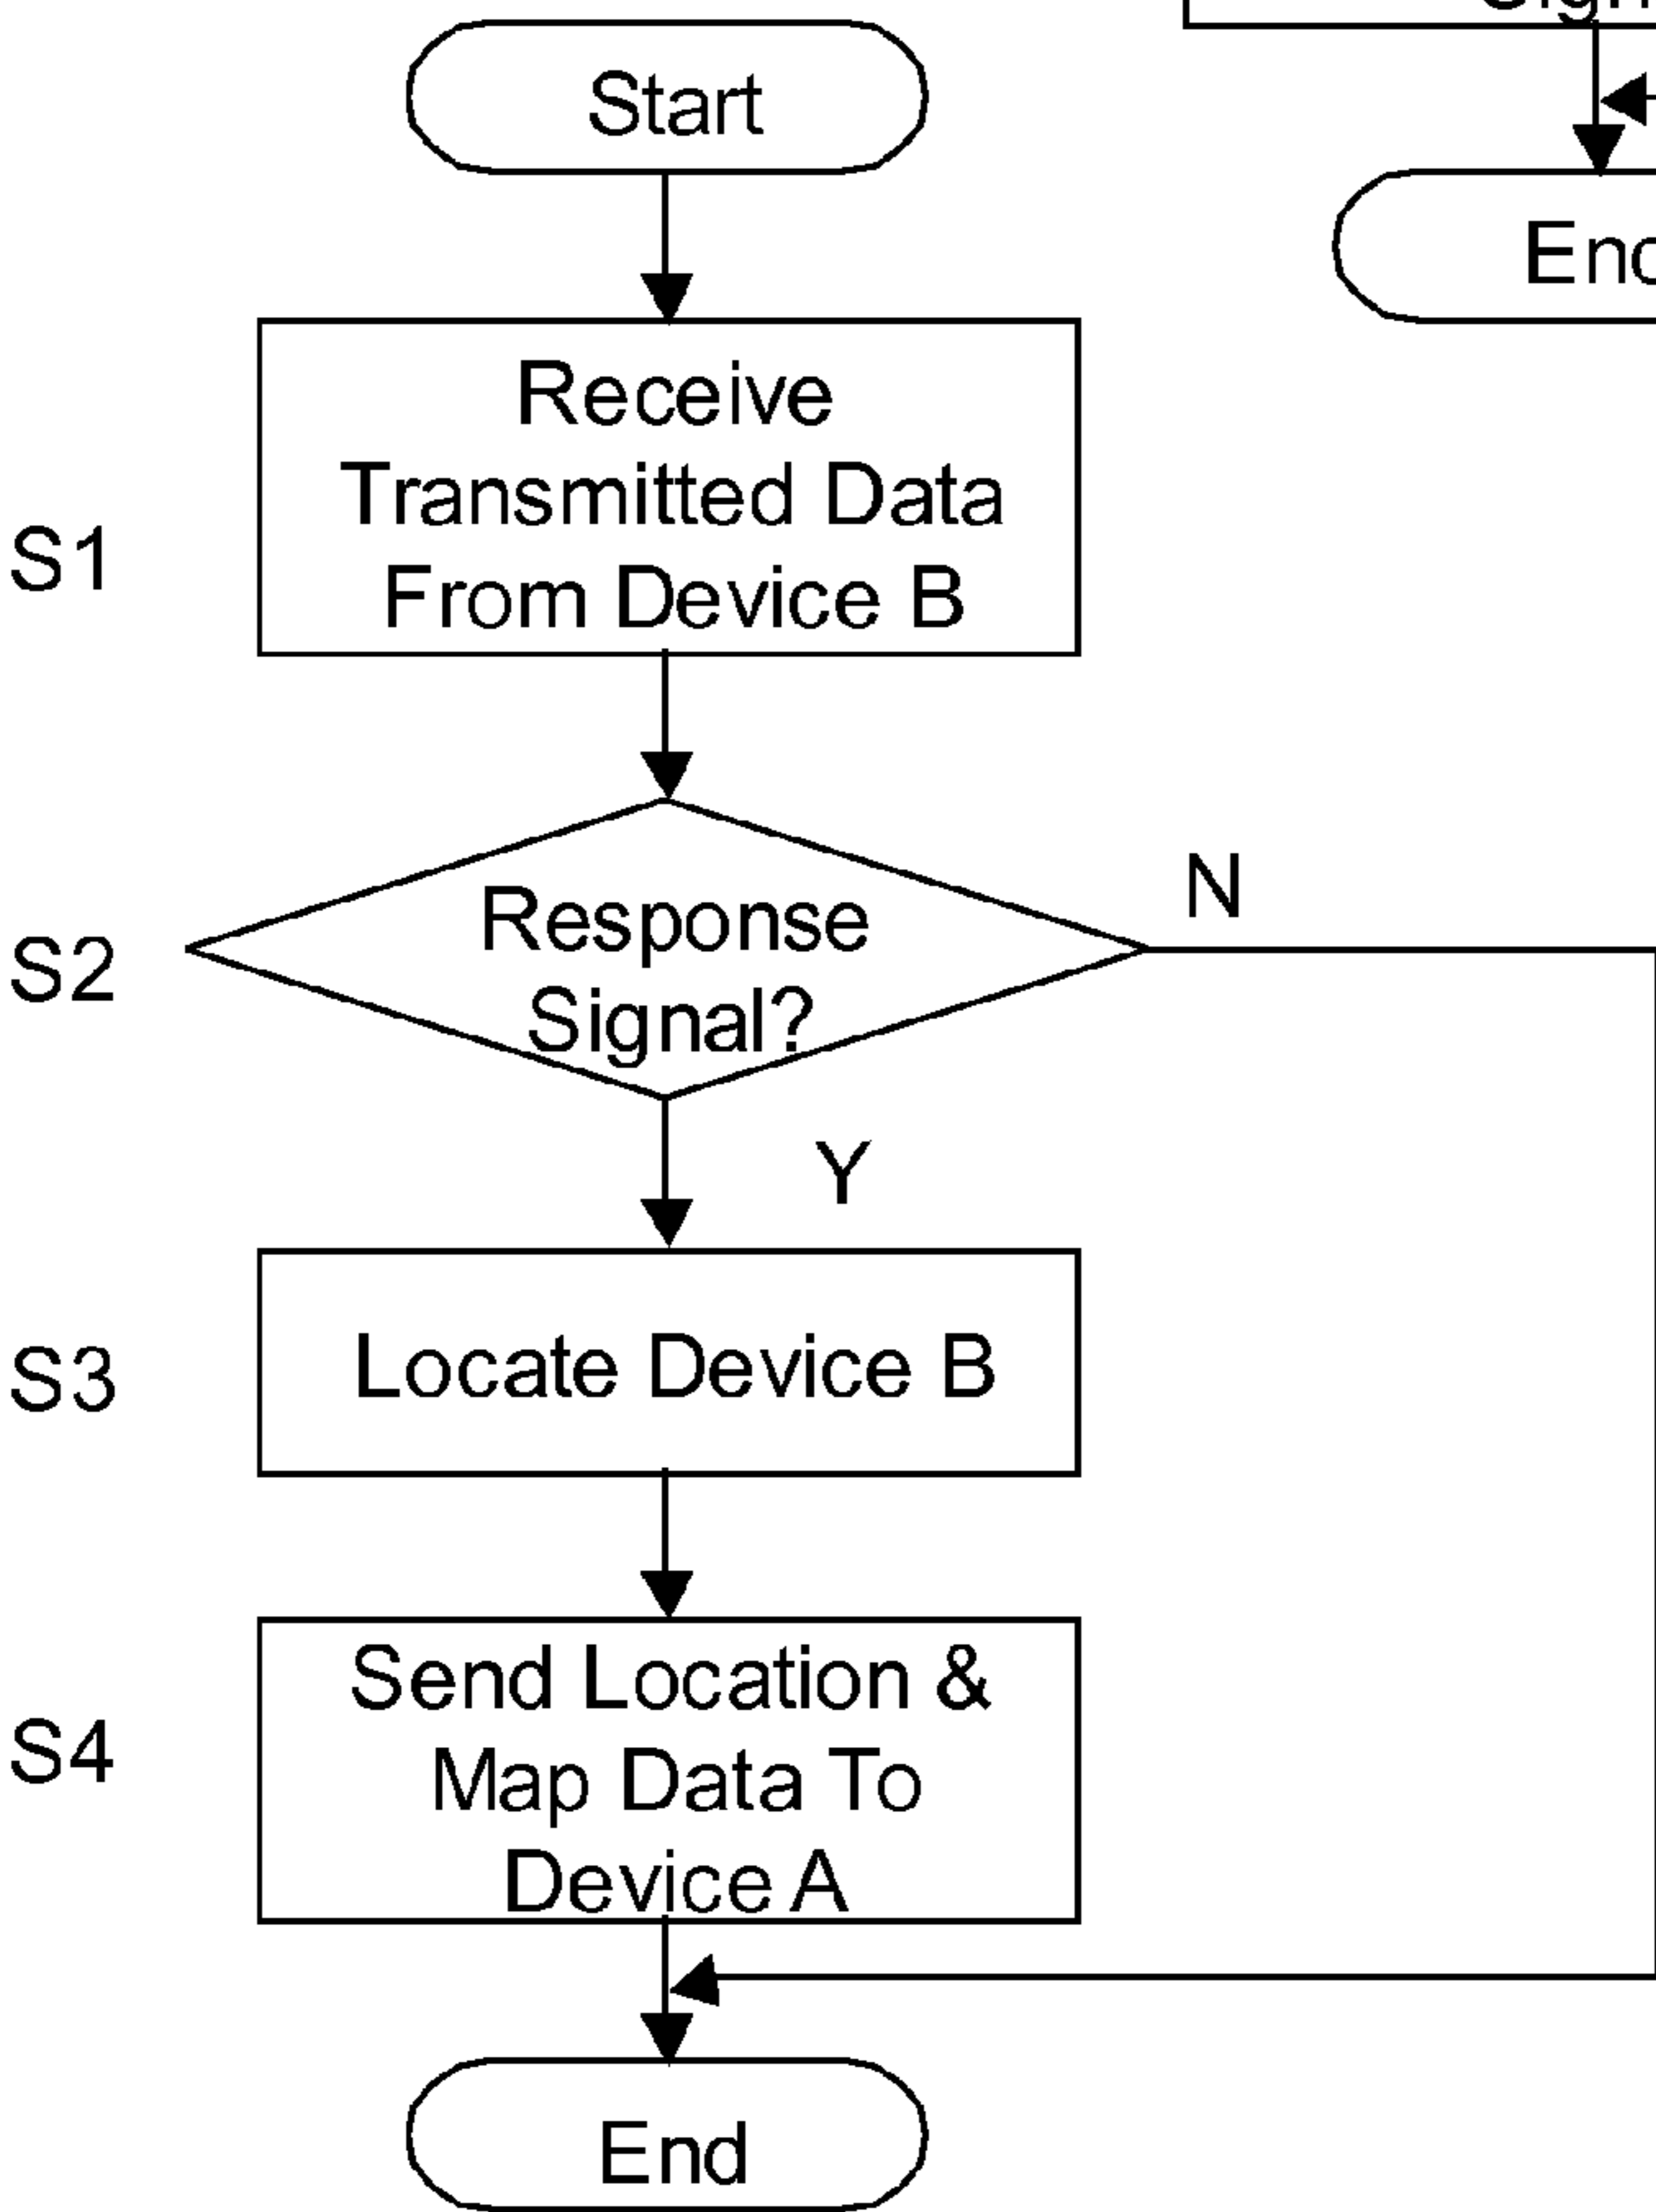 Start
Receive
Transmitted Data
From Device B
S1
N
Response
Signal?
S2
Y
Locate Device B
S3
Send Location &
Map Data To
Device A
S4
End